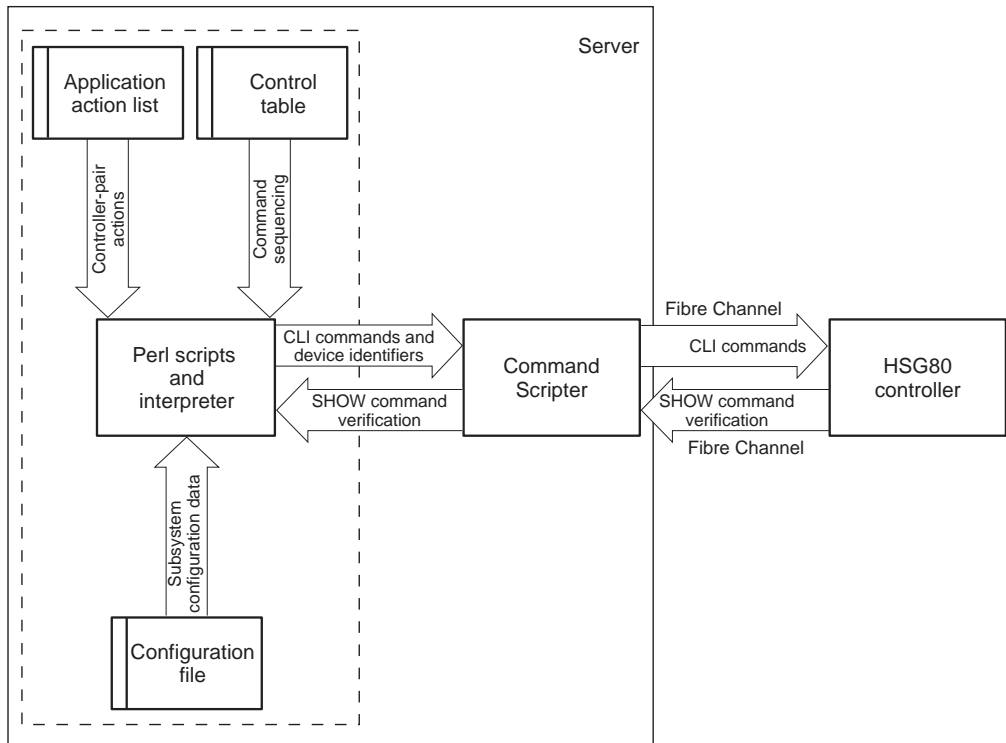 Server
Application
action list
Control
table
Controller-pair
actions
Command
sequencing
Perl scripts
and
interpreter
CLI commands and
device identifiers
SHOW command
verification
Command
Scripter
Fibre Channel
CLI commands
SHOW command
verification
Fibre Channel
HSG80
controller
Subsystem
configuration data
Configuration
file